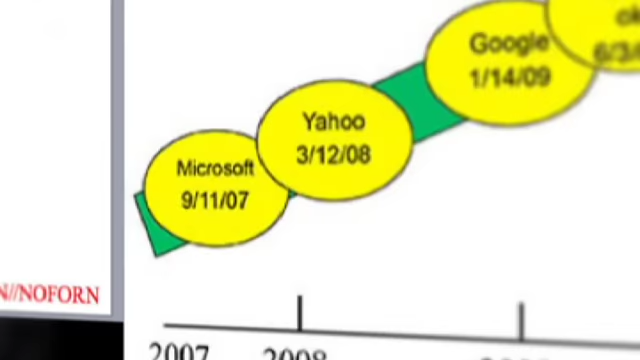 Google
1/14/09
Yahoo
3/12/08
Microsoft
9/11/07
N//NOFORN
2007
2008